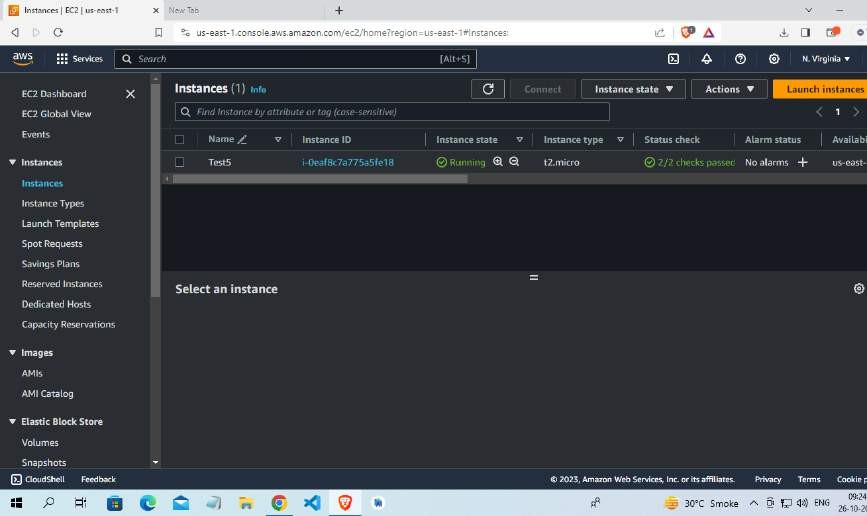 Instances | EC2 | us-east-1
New Tab
us-east-1.console.aws.amazon.com/ec2/home?region=us-east-1#Instances:
1
aws
Services
Search
[Alt+S]
N. Virginia
EC2 Dashboard
EC2 Global View
Events
Instances
Instances
Instance Types
Launch Templates
Spot Requests
Savings Plans
Reserved Instances
Dedicated Hosts
Capacity Reservations
Images
AMIs
AMI Catalog
Elastic Block Store
Volumes
Snapshots
Instances (1) Info
Connect
Instance state
Actions
Launch instances
Find Instance by attribute or tag (case-sensitive)
1
Name Instance ID Instance state Instance type Status check Alarm status Availabi
Test5 i-0eaf8c7a775a5fe18 Running t2.micro 2/2 checks passed No alarms us-east-
Select an instance
CloudShell Feedback © 2023, Amazon Web Services, Inc. or its affiliates. Privacy Terms Cookie p
30°C Smoke ENG
09:24
26-10-2